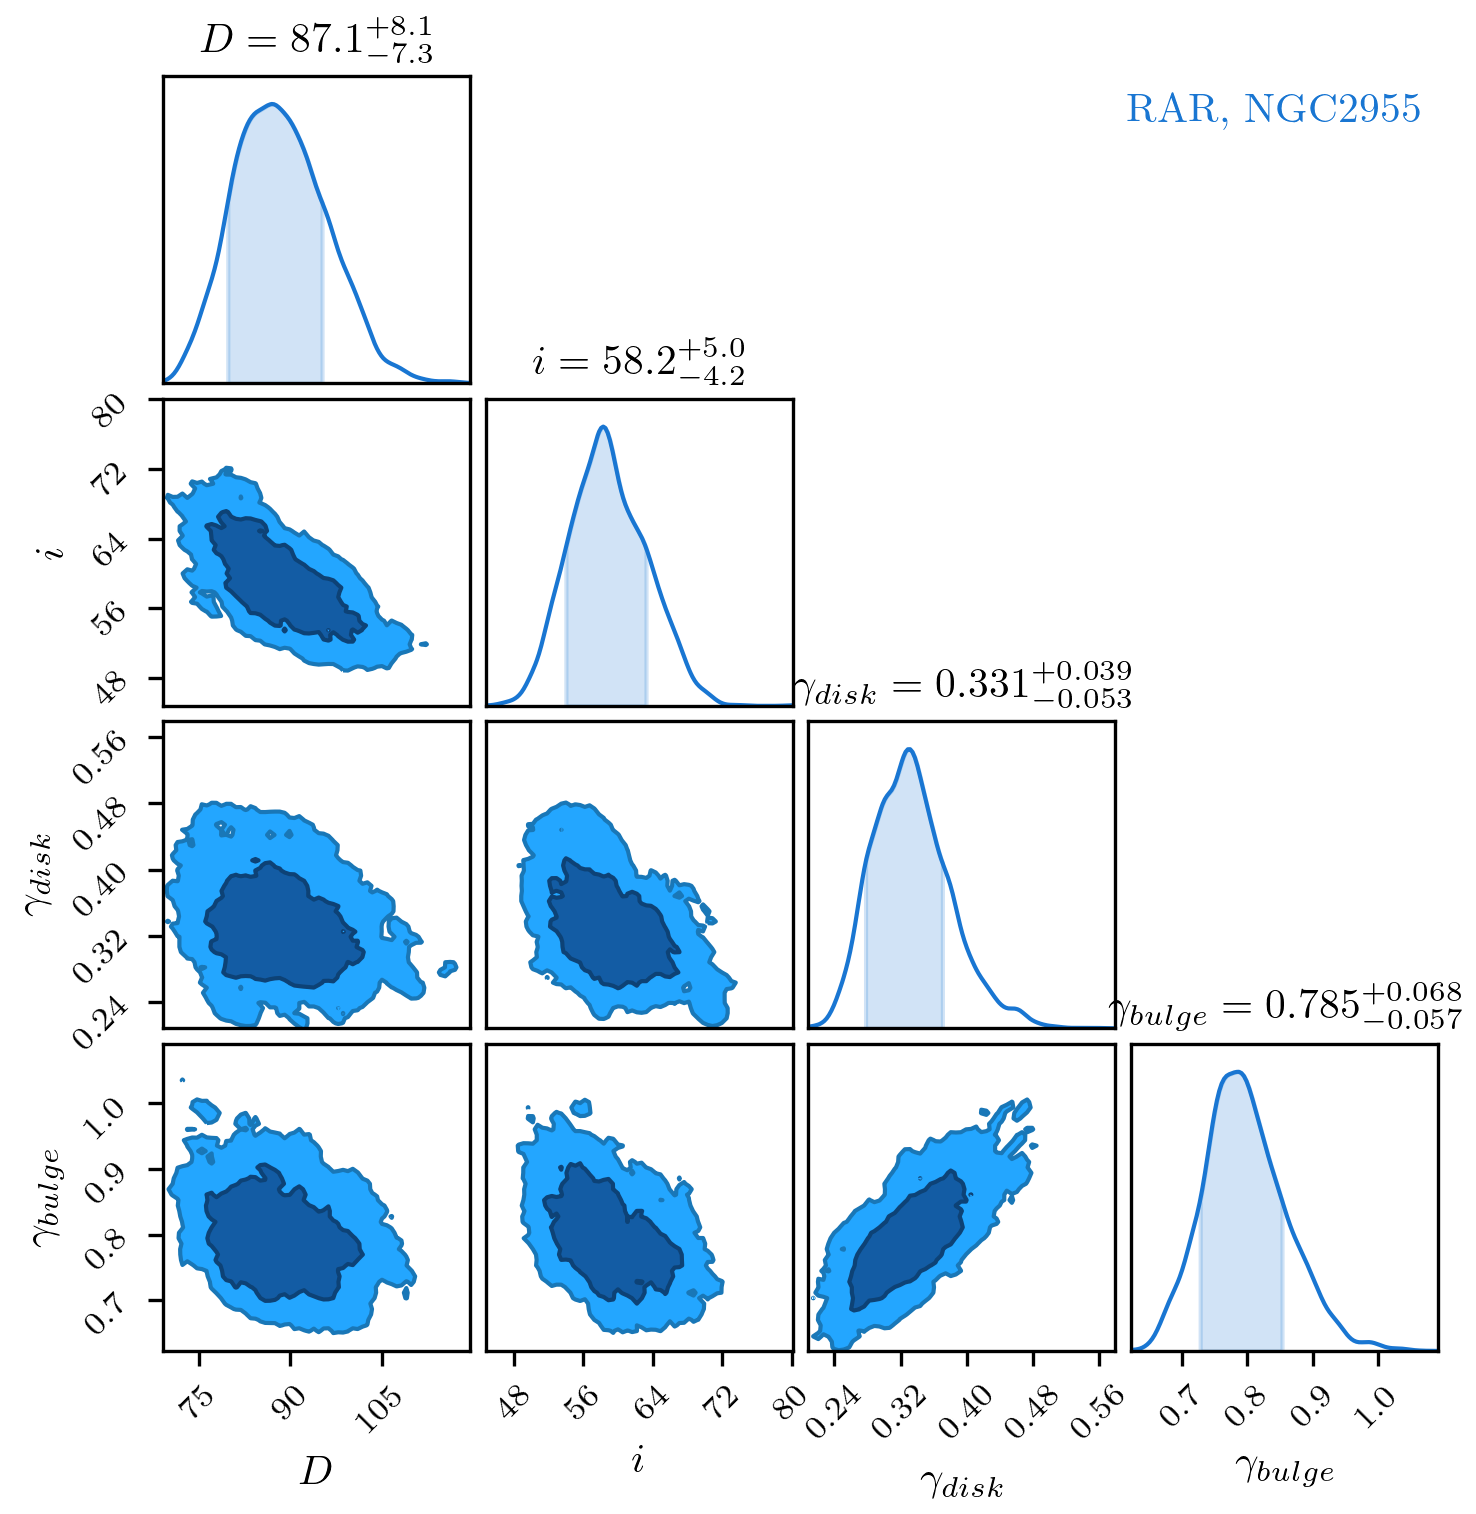 D = 87.1^{+8.1}_{-7.3}
RAR, NGC2955
i = 58.2^{+5.0}_{-4.2}
80
72
64
56
48
i
γ_{disk} = 0.331^{+0.039}_{-0.053}
0.56
0.48
0.40
0.32
0.24
γ_{disk}
γ_{bulge} = 0.785^{+0.068}_{-0.057}
1.0
0.9
0.8
0.7
γ_{bulge}
75 90 105 48 56 64 72 80 0.24 0.32 0.40 0.48 0.56 0.7 0.8 0.9 1.0
D i γ_{disk} γ_{bulge}